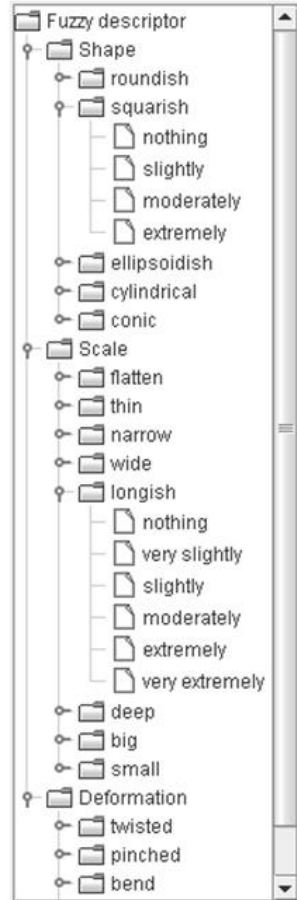 Fuzzy descriptor
Shape
roundish
squarish
nothing
slightly
moderately
extremely
ellipsoidish
cylindrical
conic
Scale
flatten
thin
narrow
wide
longish
nothing
very slightly
slightly
moderately
extremely
very extremely
deep
big
small
Deformation
twisted
pinched
bend